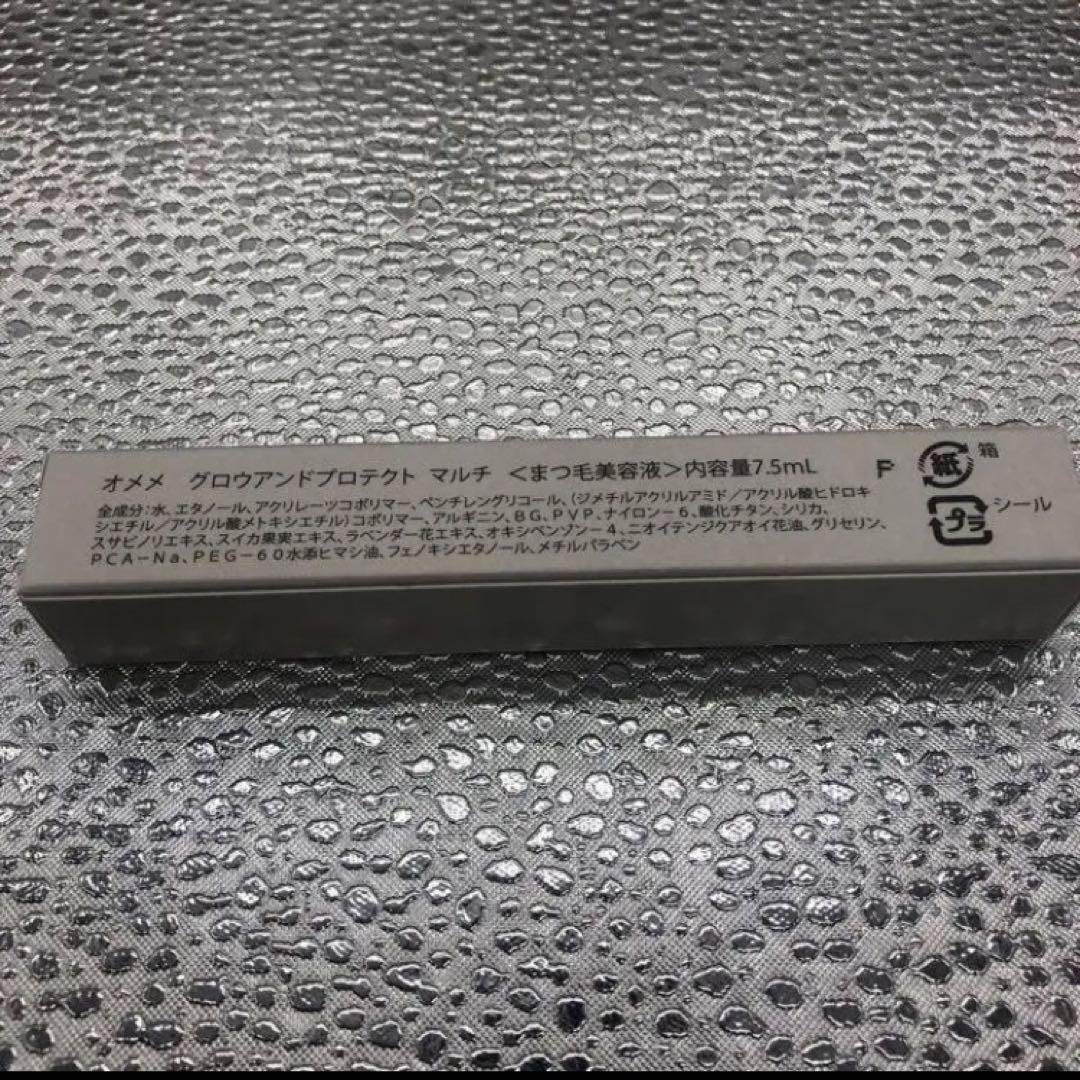 オメメ グロウアンドプロテクト マルチ <まつ毛美容液>内容量7.5mL
全成分:水、エタノール、アクリレーツコポリマー、ペンチレングリコール、(ジメチルアクリルアミド/アクリル酸ヒドロキ
シエチル/アクリル酸メトキシエチル)コポリマー、アルギニン、BG、PVP、ナイロン-6、酸化チタン、シリカ、
スサビノリエキス、スイカ果実エキス、ラベンダー花エキス、オキシベンゾン-4、ニオイテンジクアオイ花油、グリセリン、
PCA-Na、PEG-60水添ヒマシ油、フェノキシエタノール、メチルパラベン
F
紙 箱
プラ シール